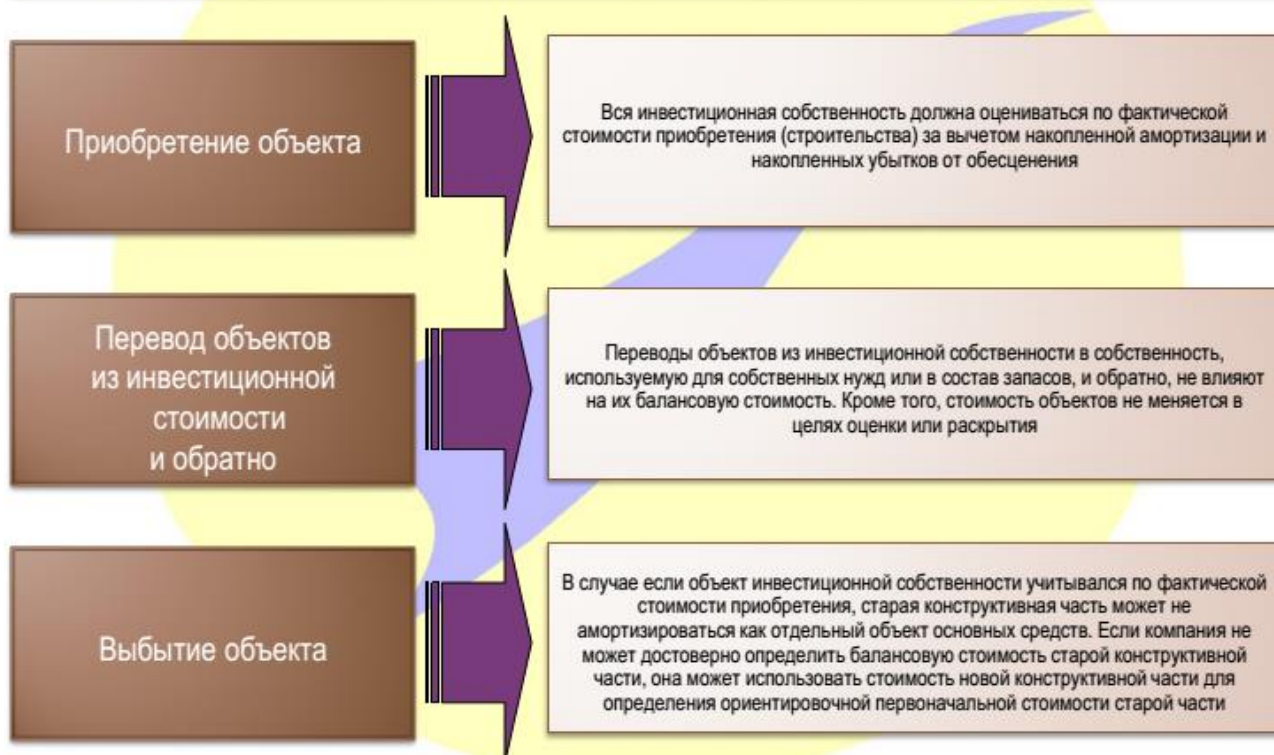 Приобретение объекта
Вся инвестиционная собственность должна оцениваться по фактической
стоимости приобретения (строительства) за вычетом накопленной амортизации и
накопленных убытков от обесценения
Перевод объектов
из инвестиционной
стоимости
и обратно
Переводы объектов из инвестиционной собственности в собственность,
используемую для собственных нужд или в состав запасов, и обратно, не влияют
на их балансовую стоимость. Кроме того, стоимость объектов не меняется в
целях оценки или раскрытия
Выбытие объекта
В случае если объект инвестиционной собственности учитывался по фактической
стоимости приобретения, старая конструктивная часть может не
амортизироваться как отдельный объект основных средств. Если компания не
может достоверно определить балансовую стоимость старой конструктивной
части, она может использовать стоимость новой конструктивной части для
определения ориентировочной первоначальной стоимости старой части